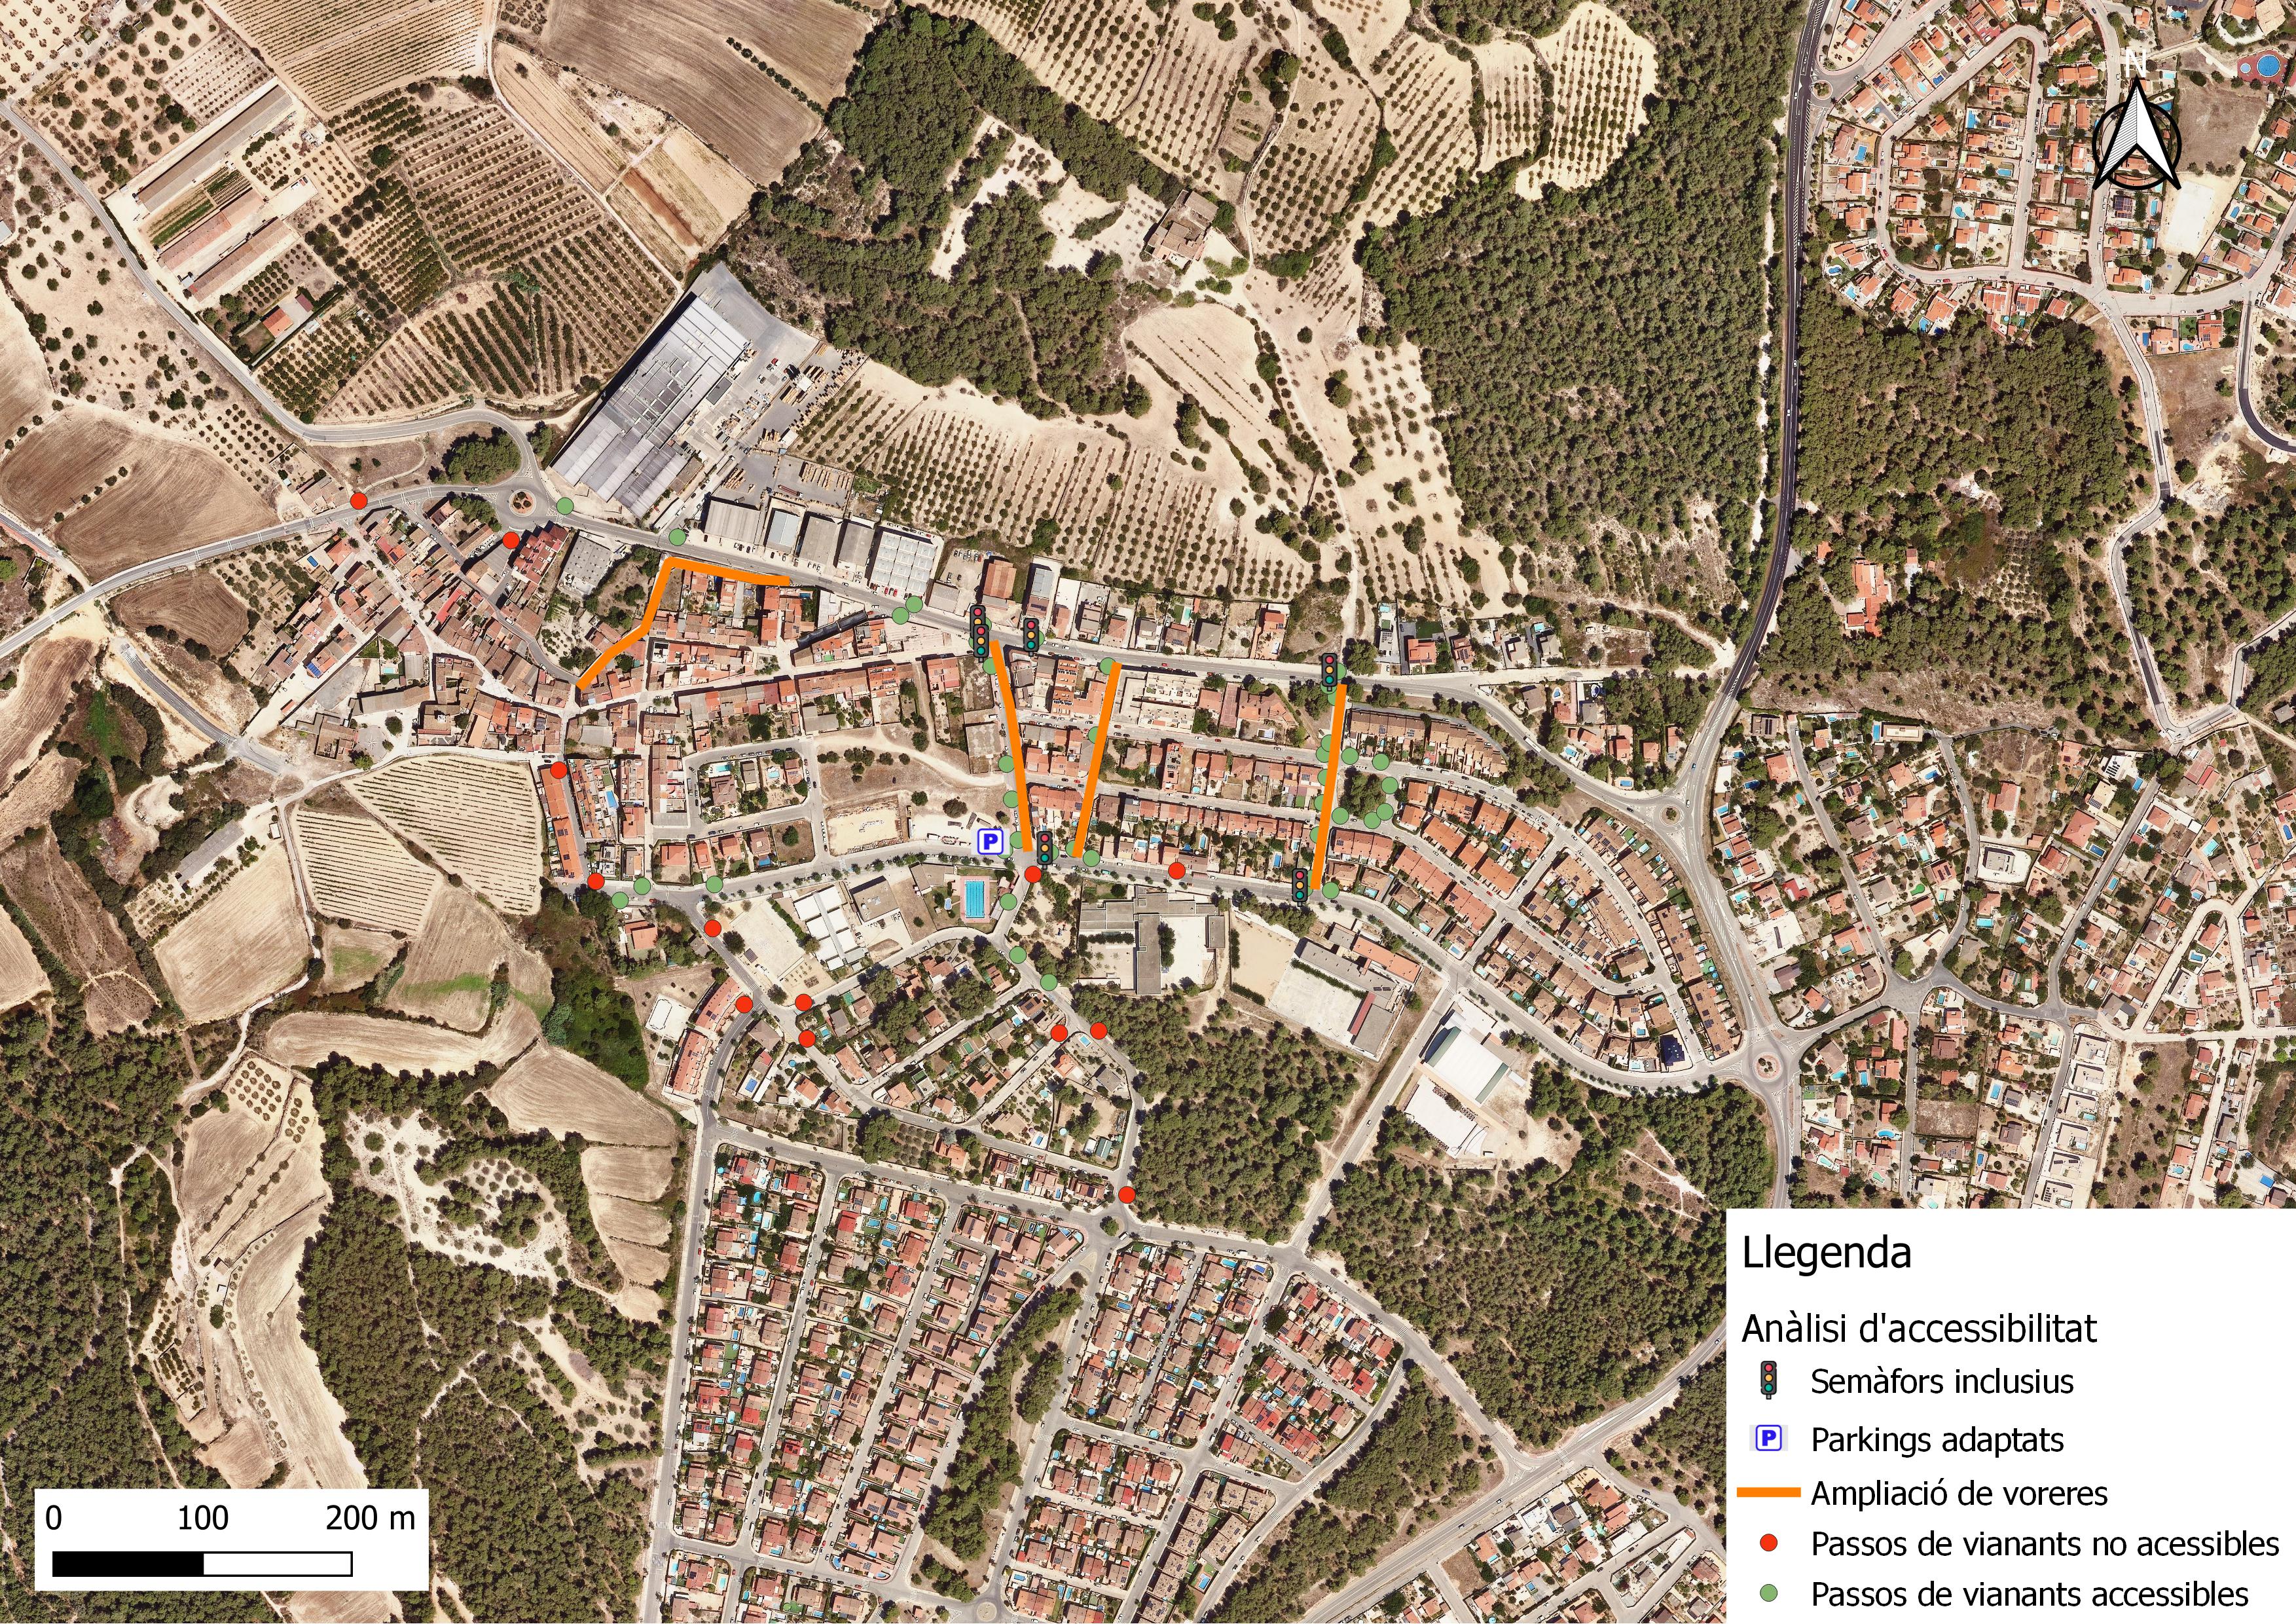 N
P
Llegenda
Anàlisi d'accessibilitat
Semàfors inclusius
P Parkings adaptats
Ampliació de voreres
Passos de vianants no acessibles
Passos de vianants accessibles
0 100 200 m